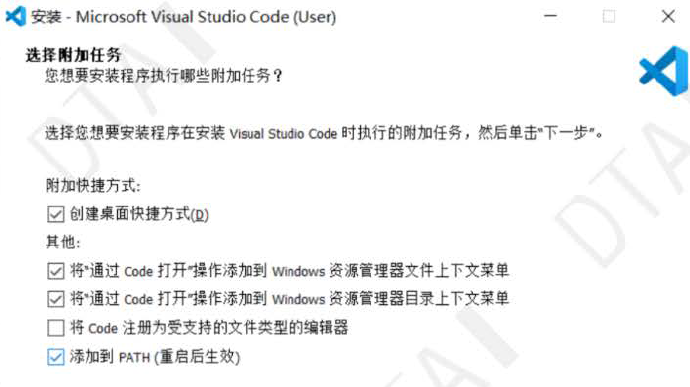 安装 - Microsoft Visual Studio Code (User)
选择附加任务
您想要安装程序执行哪些附加任务？
选择您想要安装程序在安装 Visual Studio Code 时执行的附加任务，然后单击“下一步”。
附加快捷方式:
创建桌面快捷方式(D)
其他:
将“通过 Code 打开”操作添加到 Windows 资源管理器文件上下文菜单
将“通过 Code 打开”操作添加到 Windows 资源管理器目录上下文菜单
将 Code 注册为受支持的文件类型的编辑器
添加到 PATH (重启后生效)
DTAI
DTAI